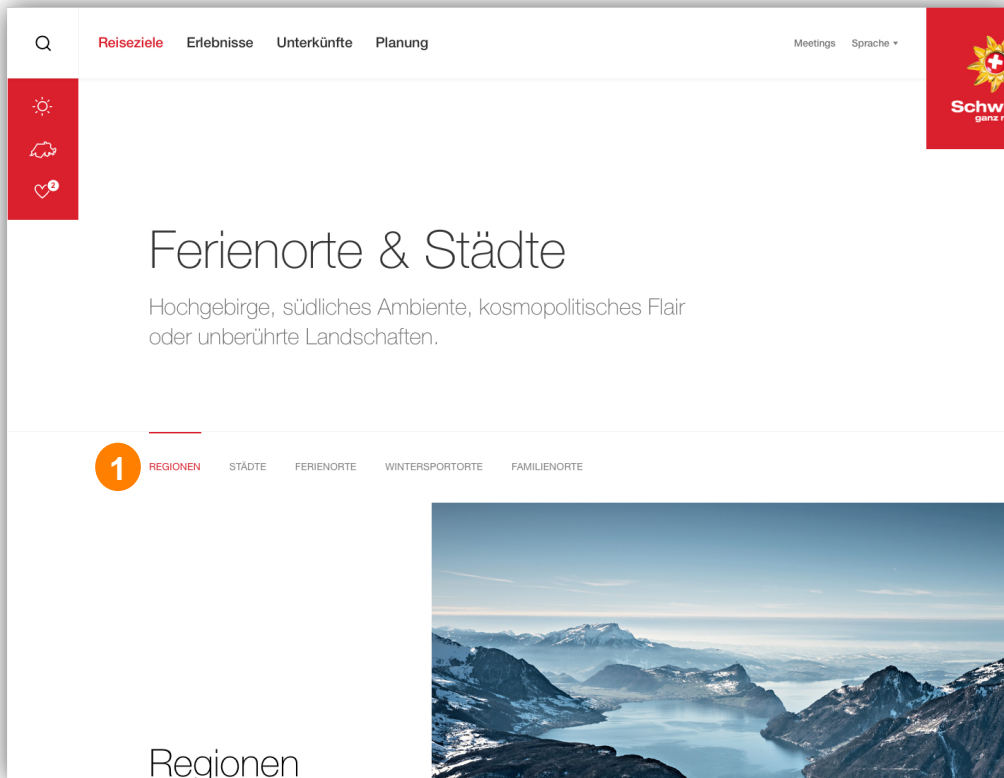 Reiseziele Erlebnisse Unterkünfte Planung
Meetings Sprache
2
Ferienorte & Städte
Hochgebirge, südliches Ambiente, kosmopolitisches Flair
oder unberührte Landschaften.
1
REGIONEN STÄDTE FERIENORTE WINTERSPORTORTE FAMILIENORTE
Regionen